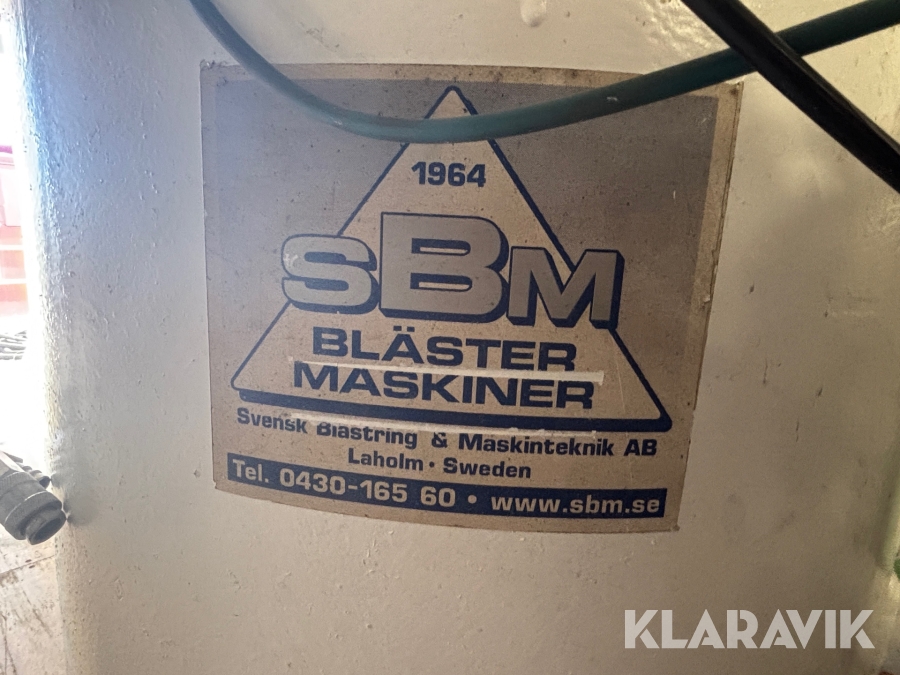 1964
SBM
BLÄSTER
MASKINER
Svensk Blästring & Maskinteknik AB
Laholm • Sweden
Tel. 0430-165 60 • www.sbm.se
KLARAVIK